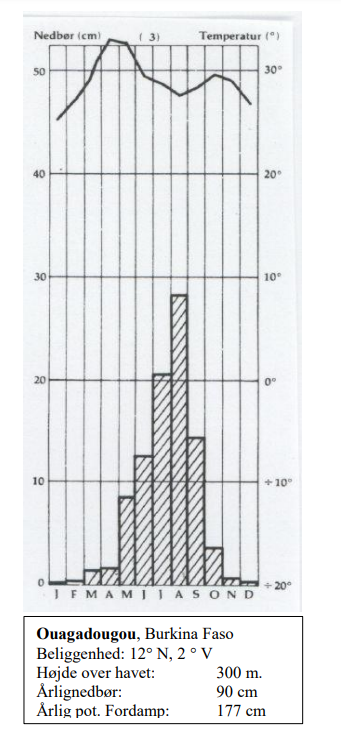 Nedbør (cm) ( 3) Temperatur (°)
50 30°
40 20°
30 10°
20 0°
10 ÷10°
0 ÷20°
J F M A M J J A S O N D
Ouagadougou, Burkina Faso
Beliggenhed: 12° N, 2 ° V
Højde over havet: 300 m.
Årlignedbør: 90 cm
Årlig pot. Fordamp: 177 cm